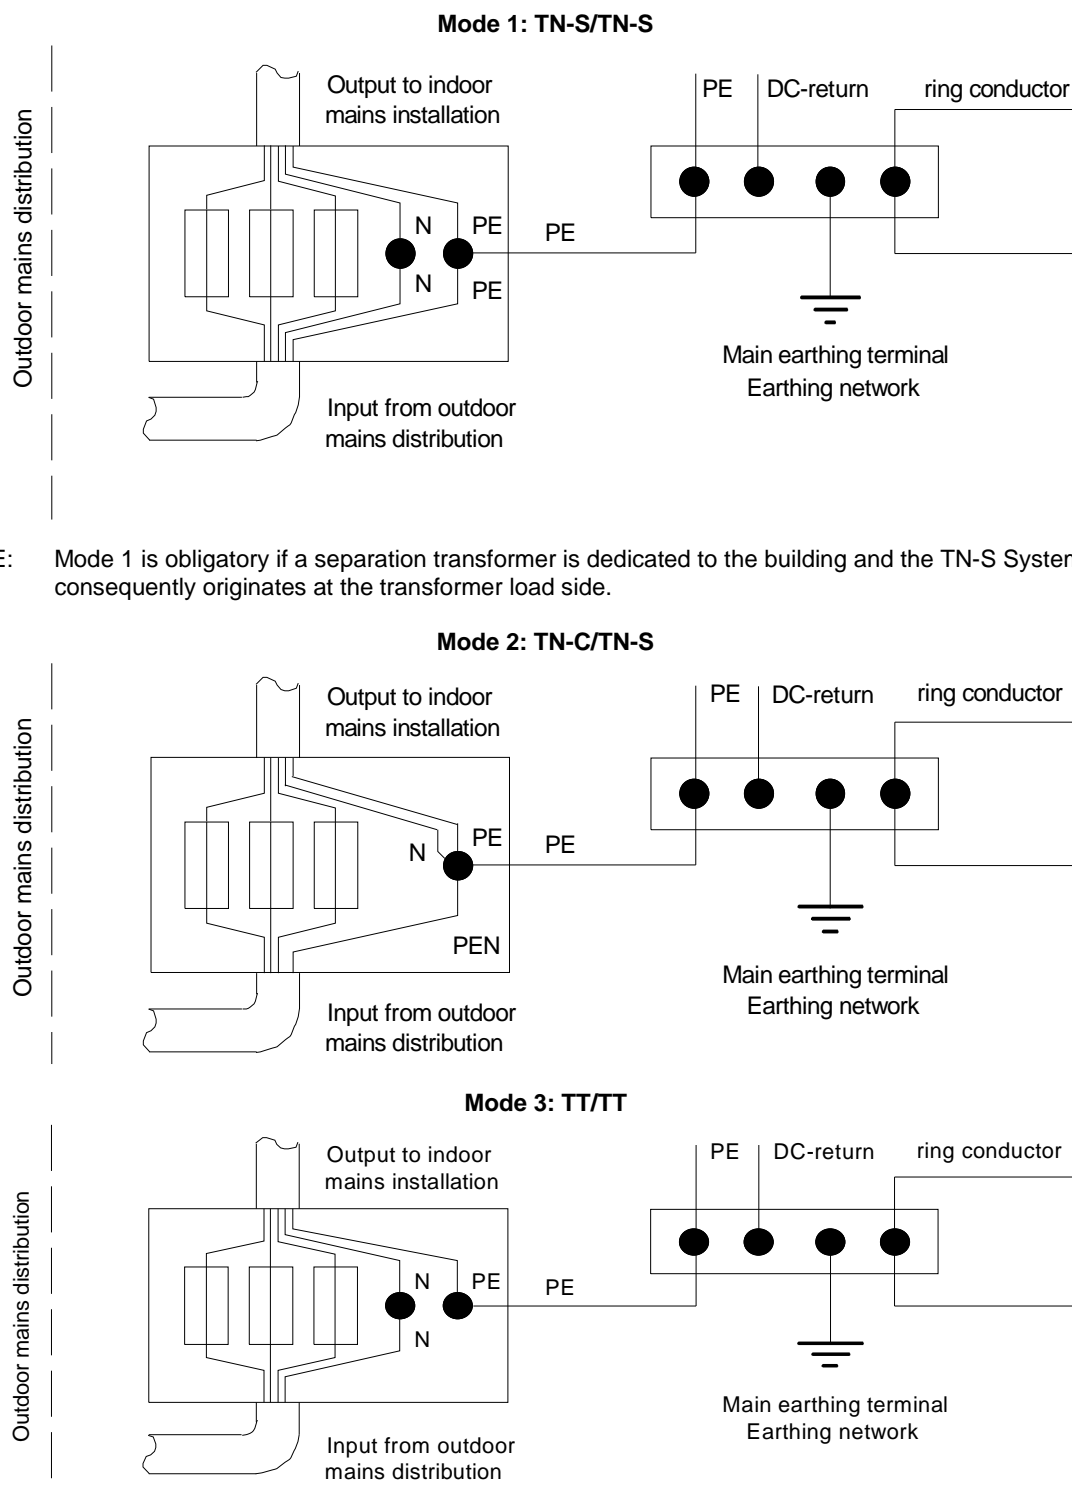 Mode 1: TN-S/TN-S
Outdoor mains distribution
Output to indoor
mains installation
PE
DC-return
ring conductor
N
PE
PE
N
PE
Main earthing terminal
Earthing network
Input from outdoor
mains distribution
E:
Mode 1 is obligatory if a separation transformer is dedicated to the building and the TN-S System
consequently originates at the transformer load side.
Mode 2: TN-C/TN-S
Outdoor mains distribution
Output to indoor
mains installation
PE
DC-return
ring conductor
N
PE
PE
PEN
Main earthing terminal
Earthing network
Input from outdoor
mains distribution
Mode 3: TT/TT
Outdoor mains distribution
Output to indoor
mains installation
PE
DC-return
ring conductor
N
PE
PE
N
Main earthing terminal
Earthing network
Input from outdoor
mains distribution